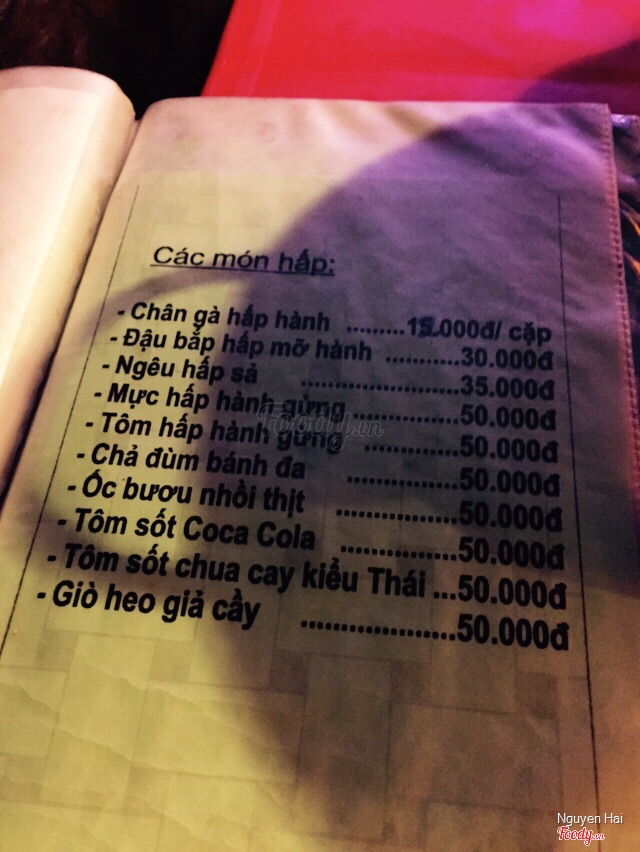 Các món hấp:
- Chân gà hấp hành .........15.000đ/ cặp
- Đậu bắp hấp mỡ hành ............30.000đ
- Ngêu hấp sả ....................35.000đ
- Mực hấp hành gừng ................50.000đ
- Tôm hấp hành gừng ............50.000đ
- Chả đùm bánh đa ..............50.000đ
- Ốc bươu nhồi thịt ...............50.000đ
- Tôm sốt Coca Cola ...............50.000đ
- Tôm sốt chua cay kiểu Thái ...50.000đ
- Giò heo giả cầy ....................50.000đ
Foody.vn
Nguyen Hai
Foody.vn